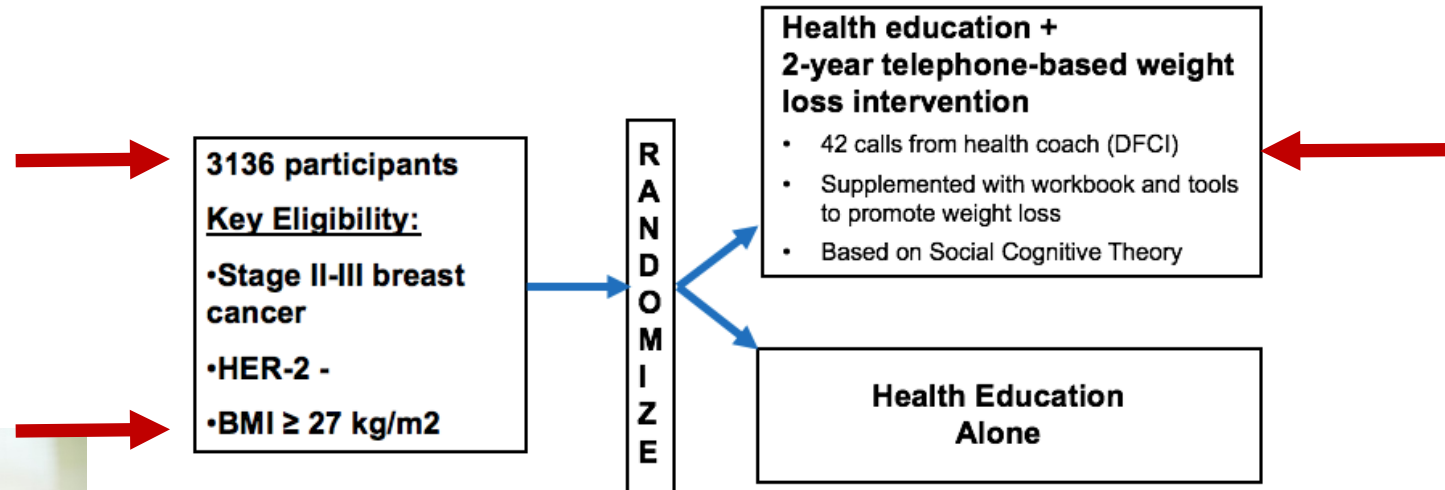 3136 participants
Key Eligibility:
•Stage II-III breast
cancer
•HER-2 -
•BMI ≥ 27 kg/m2
R
A
N
D
O
M
I
Z
E
Health education +
2-year telephone-based weight
loss intervention
• 42 calls from health coach (DFCI)
• Supplemented with workbook and tools
to promote weight loss
• Based on Social Cognitive Theory
Health Education
Alone